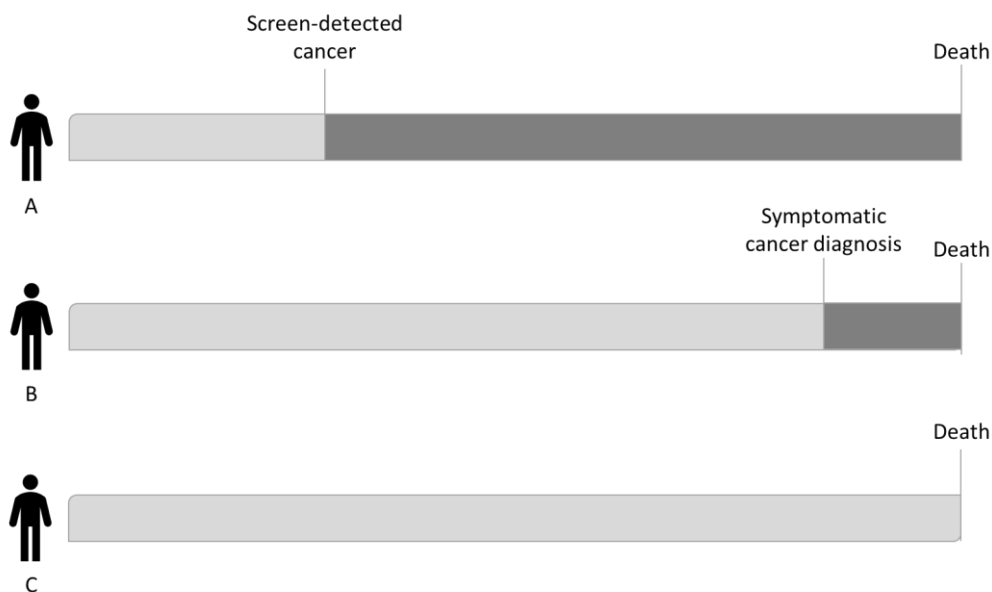 Screen-detected
cancer
Death
A
Symptomatic
cancer diagnosis
Death
B
Death
C